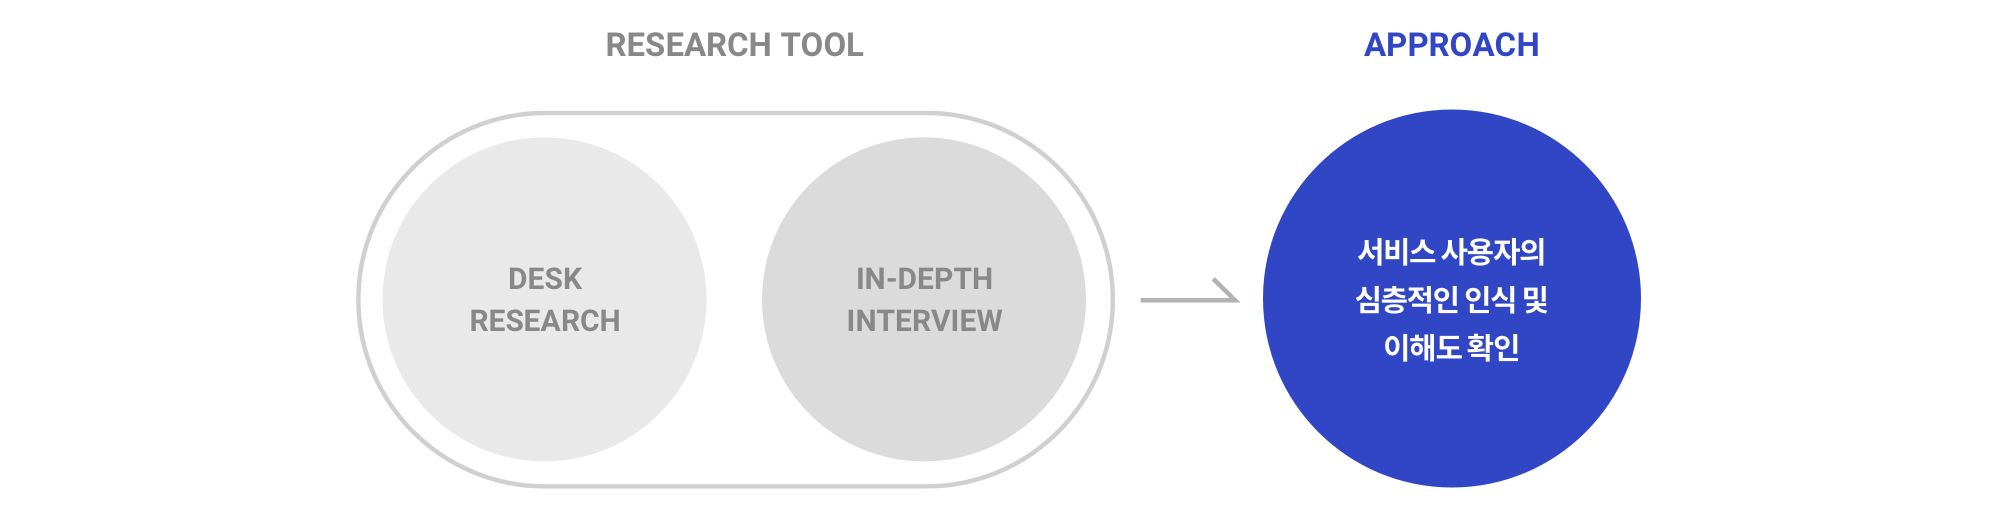 RESEARCH TOOL
APPROACH
DESK
RESEARCH
IN-DEPTH
INTERVIEW
서비스 사용자의
심층적인 인식 및
이해도 확인